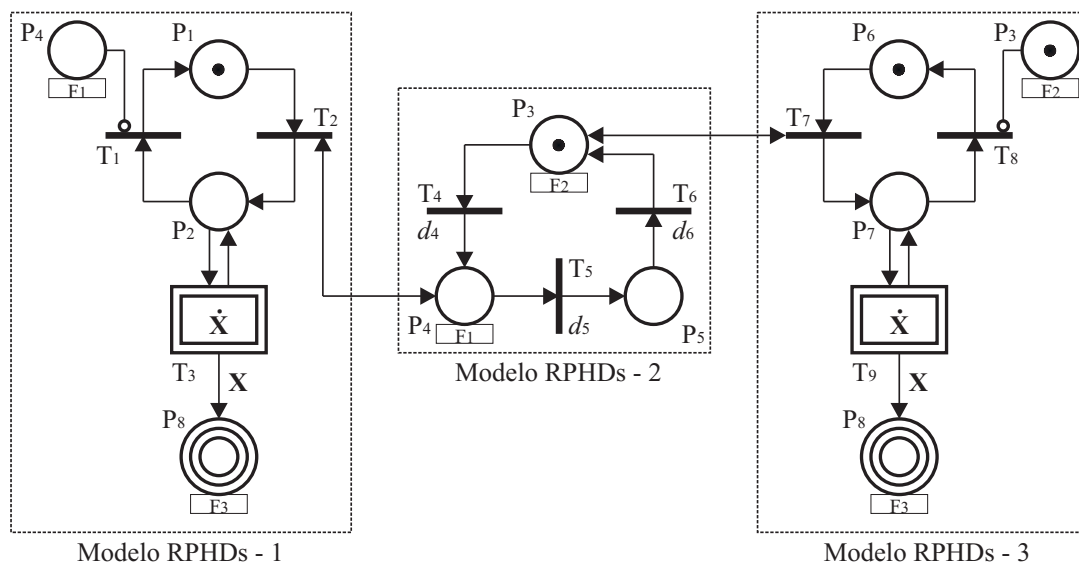 P4
F1
P1
T1
T2
P2
Ẋ
T3
X
P8
F3
Modelo RPHDs - 1
P3
F2
T4
d4
T6
d6
T5
d5
P4
F1
P5
Modelo RPHDs - 2
P6
P3
F2
T7
T8
P7
Ẋ
T9
X
P8
F3
Modelo RPHDs - 3